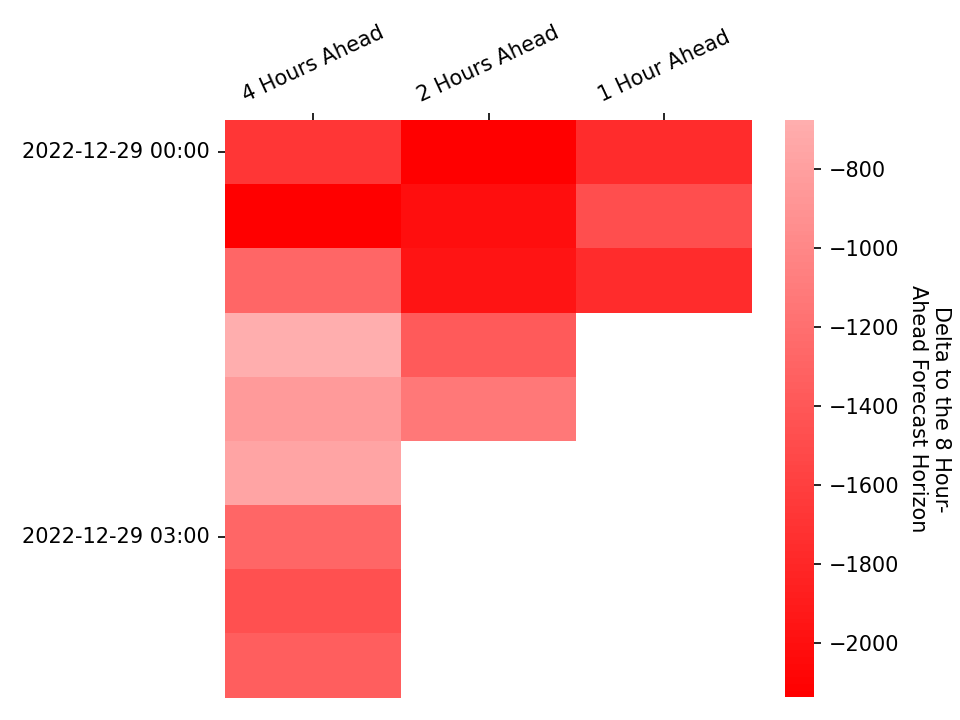 4 Hours Ahead
2 Hours Ahead
1 Hour Ahead
2022-12-29 00:00
2022-12-29 03:00
−800
−1000
−1200
−1400
−1600
−1800
−2000
Delta to the 8 Hour-
Ahead Forecast Horizon